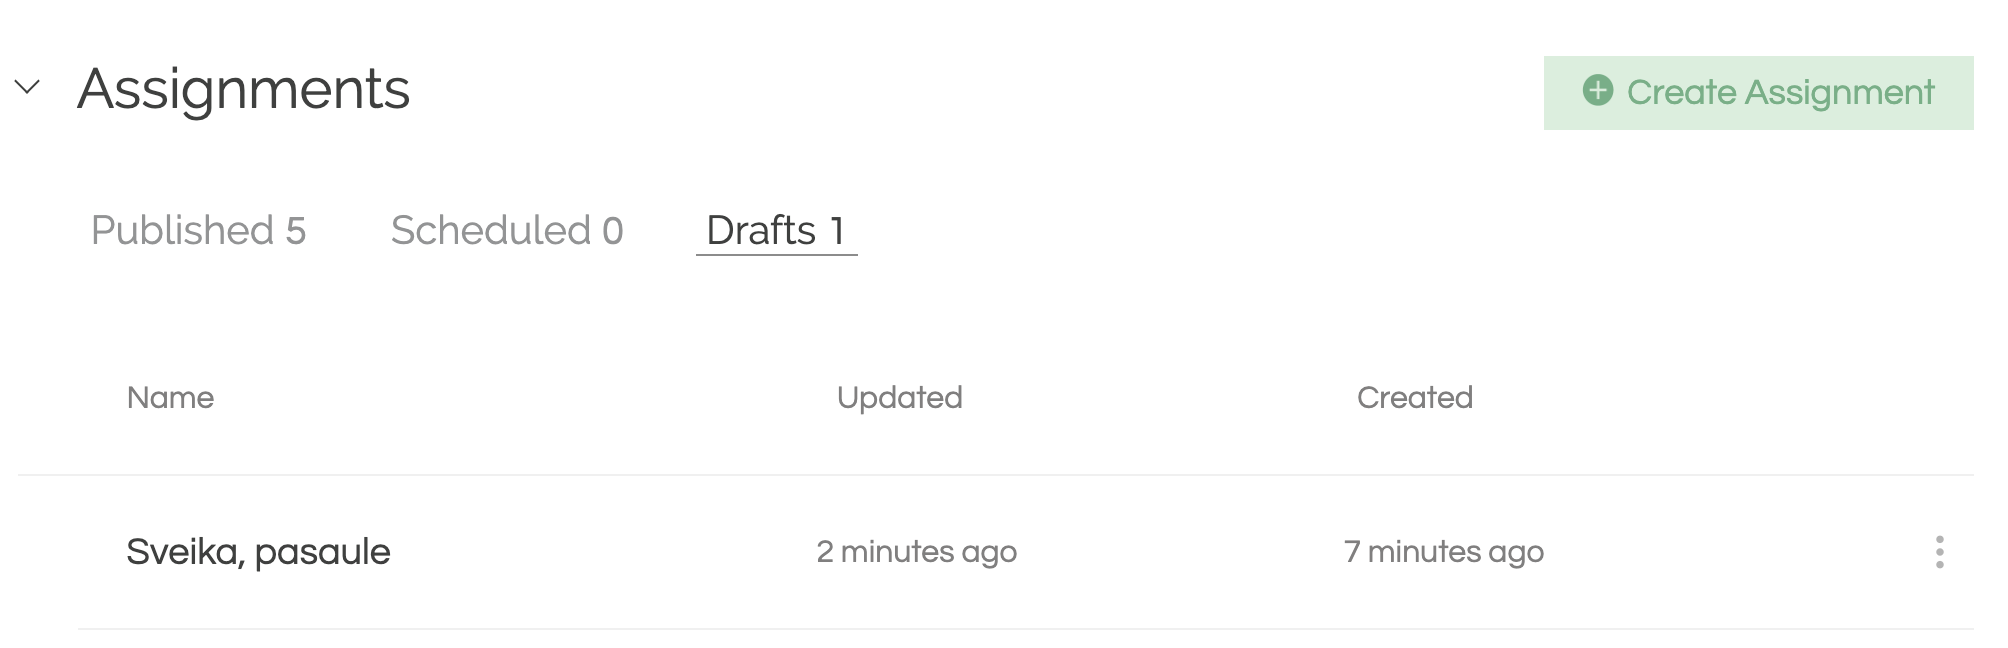 Assignments
Create Assignment
Published 5 Scheduled 0 Drafts 1
Name Updated Created
Sveika, pasaule 2 minutes ago 7 minutes ago